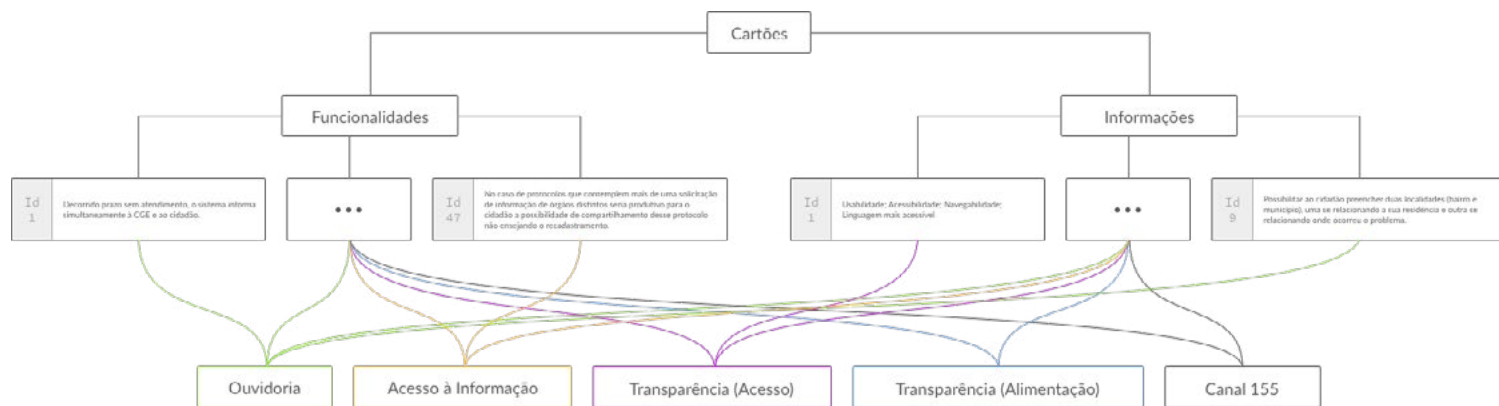 Cartões
Funcionalidades
Informações
Id
1
Decorrido prazo sem atendimento, o sistema informa
simultaneamente à CGE e ao cidadão.
•••
Id
47
No caso de protocolos que contemplem mais de uma solicitação
de informação de órgãos distintos seria produtivo para o
cidadão a possibilidade de compartilhamento desse protocolo
não ensejando o recadastramento.
Id
1
Usabilidade; Acessibilidade; Navegabilidade;
Linguagem mais acessível
•••
Id
9
Possibilitar ao cidadão preencher duas localidades (bairro e
município), uma se relacionando a sua residência e outra se
relacionando onde ocorreu o problema.
Ouvidoria
Acesso à Informação
Transparência (Acesso)
Transparência (Alimentação)
Canal 155